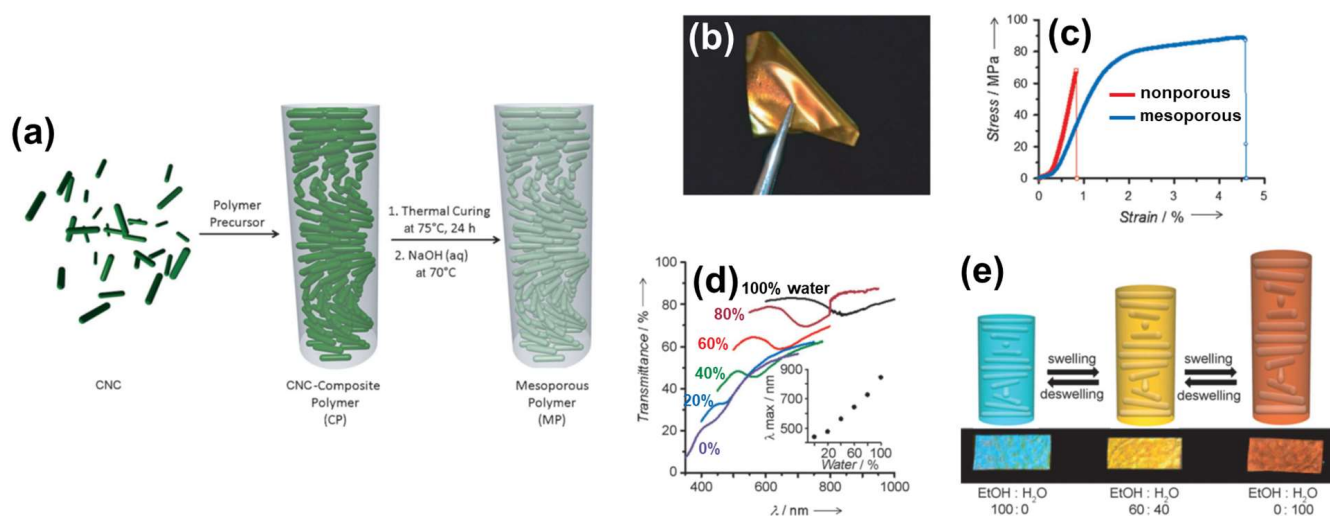 (a)
CNC
Polymer
Precursor
CNC-Composite
Polymer
(CP)
1. Thermal Curing
at 75°C, 24 h
2. NaOH (aq)
at 70°C
Mesoporous
Polymer
(MP)
(b)
(c)
Stress / MPa
100
80
60
40
20
0
nonporous
mesoporous
0 1 2 3 4 5
Strain / %
(d)
Transmittance / %
100
80
60
40
20
0
100% water
80%
60%
40%
20%
0%
λ max / nm
900
700
500
20 60 100
Water / %
400 600 800 1000
λ / nm
(e)
swelling
deswelling
swelling
deswelling
EtOH : H₂O
100 : 0
EtOH : H₂O
60 : 40
EtOH : H₂O
0 : 100